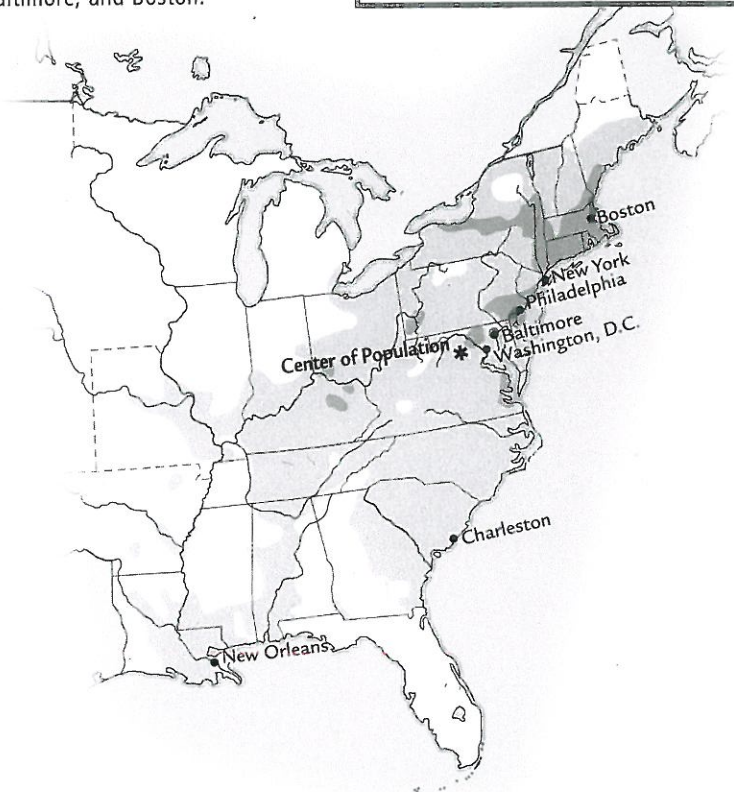 altimore, and Boston.
Boston
New York
Philadelphia
Baltimore
Washington, D.C.
Center of Population
Charleston
New Orleans